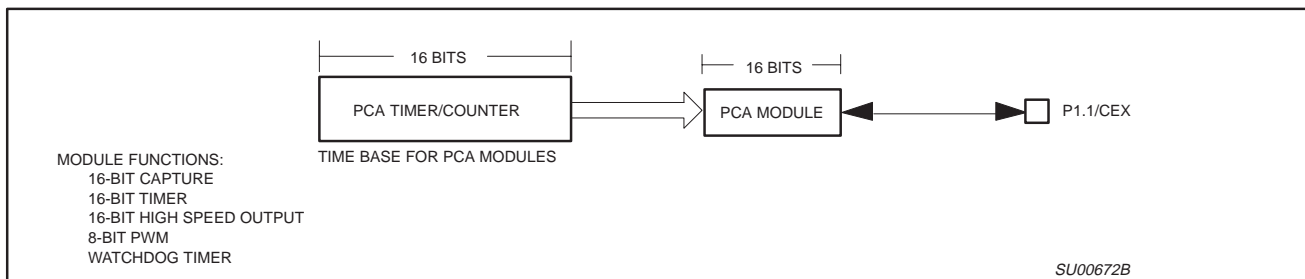 16 BITS
16 BITS
PCA TIMER/COUNTER
PCA MODULE
P1.1/CEX
TIME BASE FOR PCA MODULES
MODULE FUNCTIONS:
16-BIT CAPTURE
16-BIT TIMER
16-BIT HIGH SPEED OUTPUT
8-BIT PWM
WATCHDOG TIMER
SU00672B